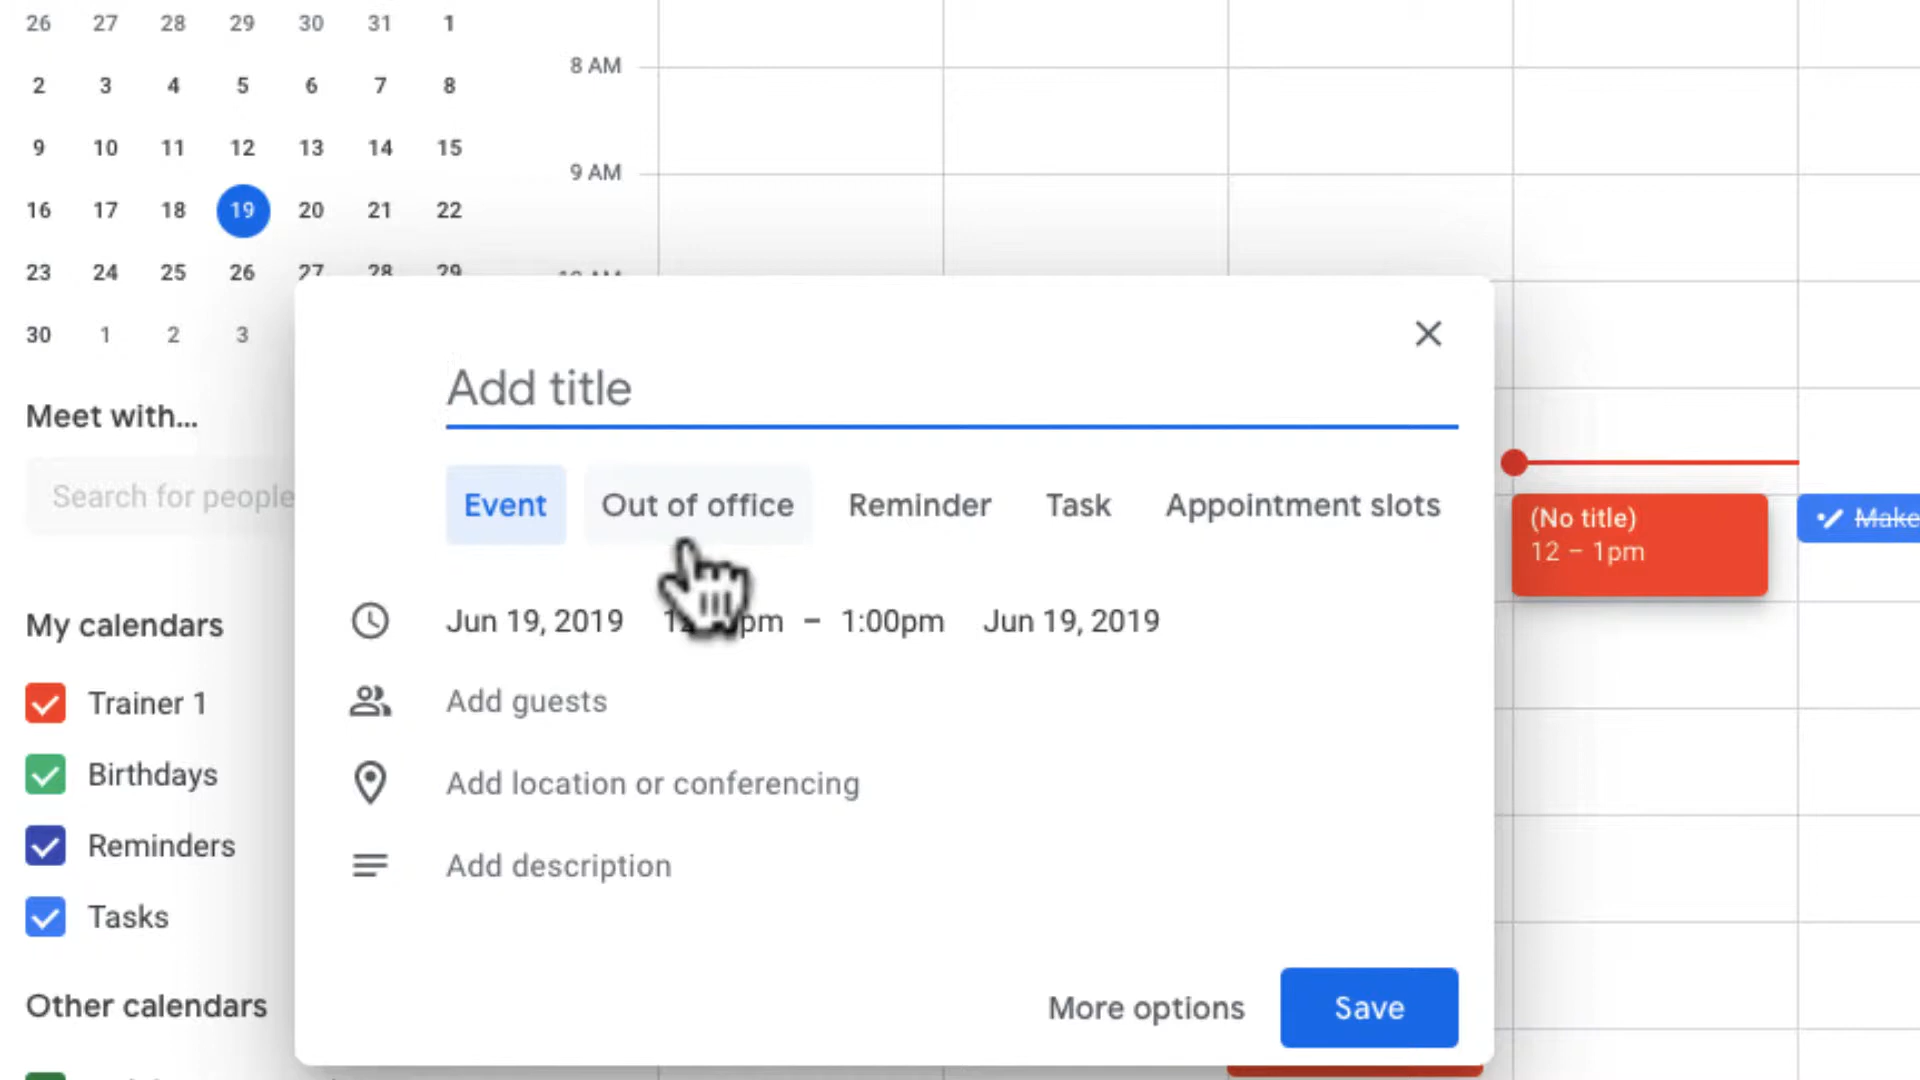 26 27 28 29 30 31 1
2 3 4 5 6 7 8
9 10 11 12 13 14 15
16 17 18 19 20 21 22
23 24 25 26 27 28 29
30 1 2 3
Meet with...
Search for people
My calendars
Trainer 1
Birthdays
Reminders
Tasks
Other calendars
8 AM
9 AM
Add title
Event Out of office Reminder Task Appointment slots
Jun 19, 2019 pm – 1:00pm Jun 19, 2019
Add guests
Add location or conferencing
Add description
More options Save
(No title)
12 – 1pm
Make